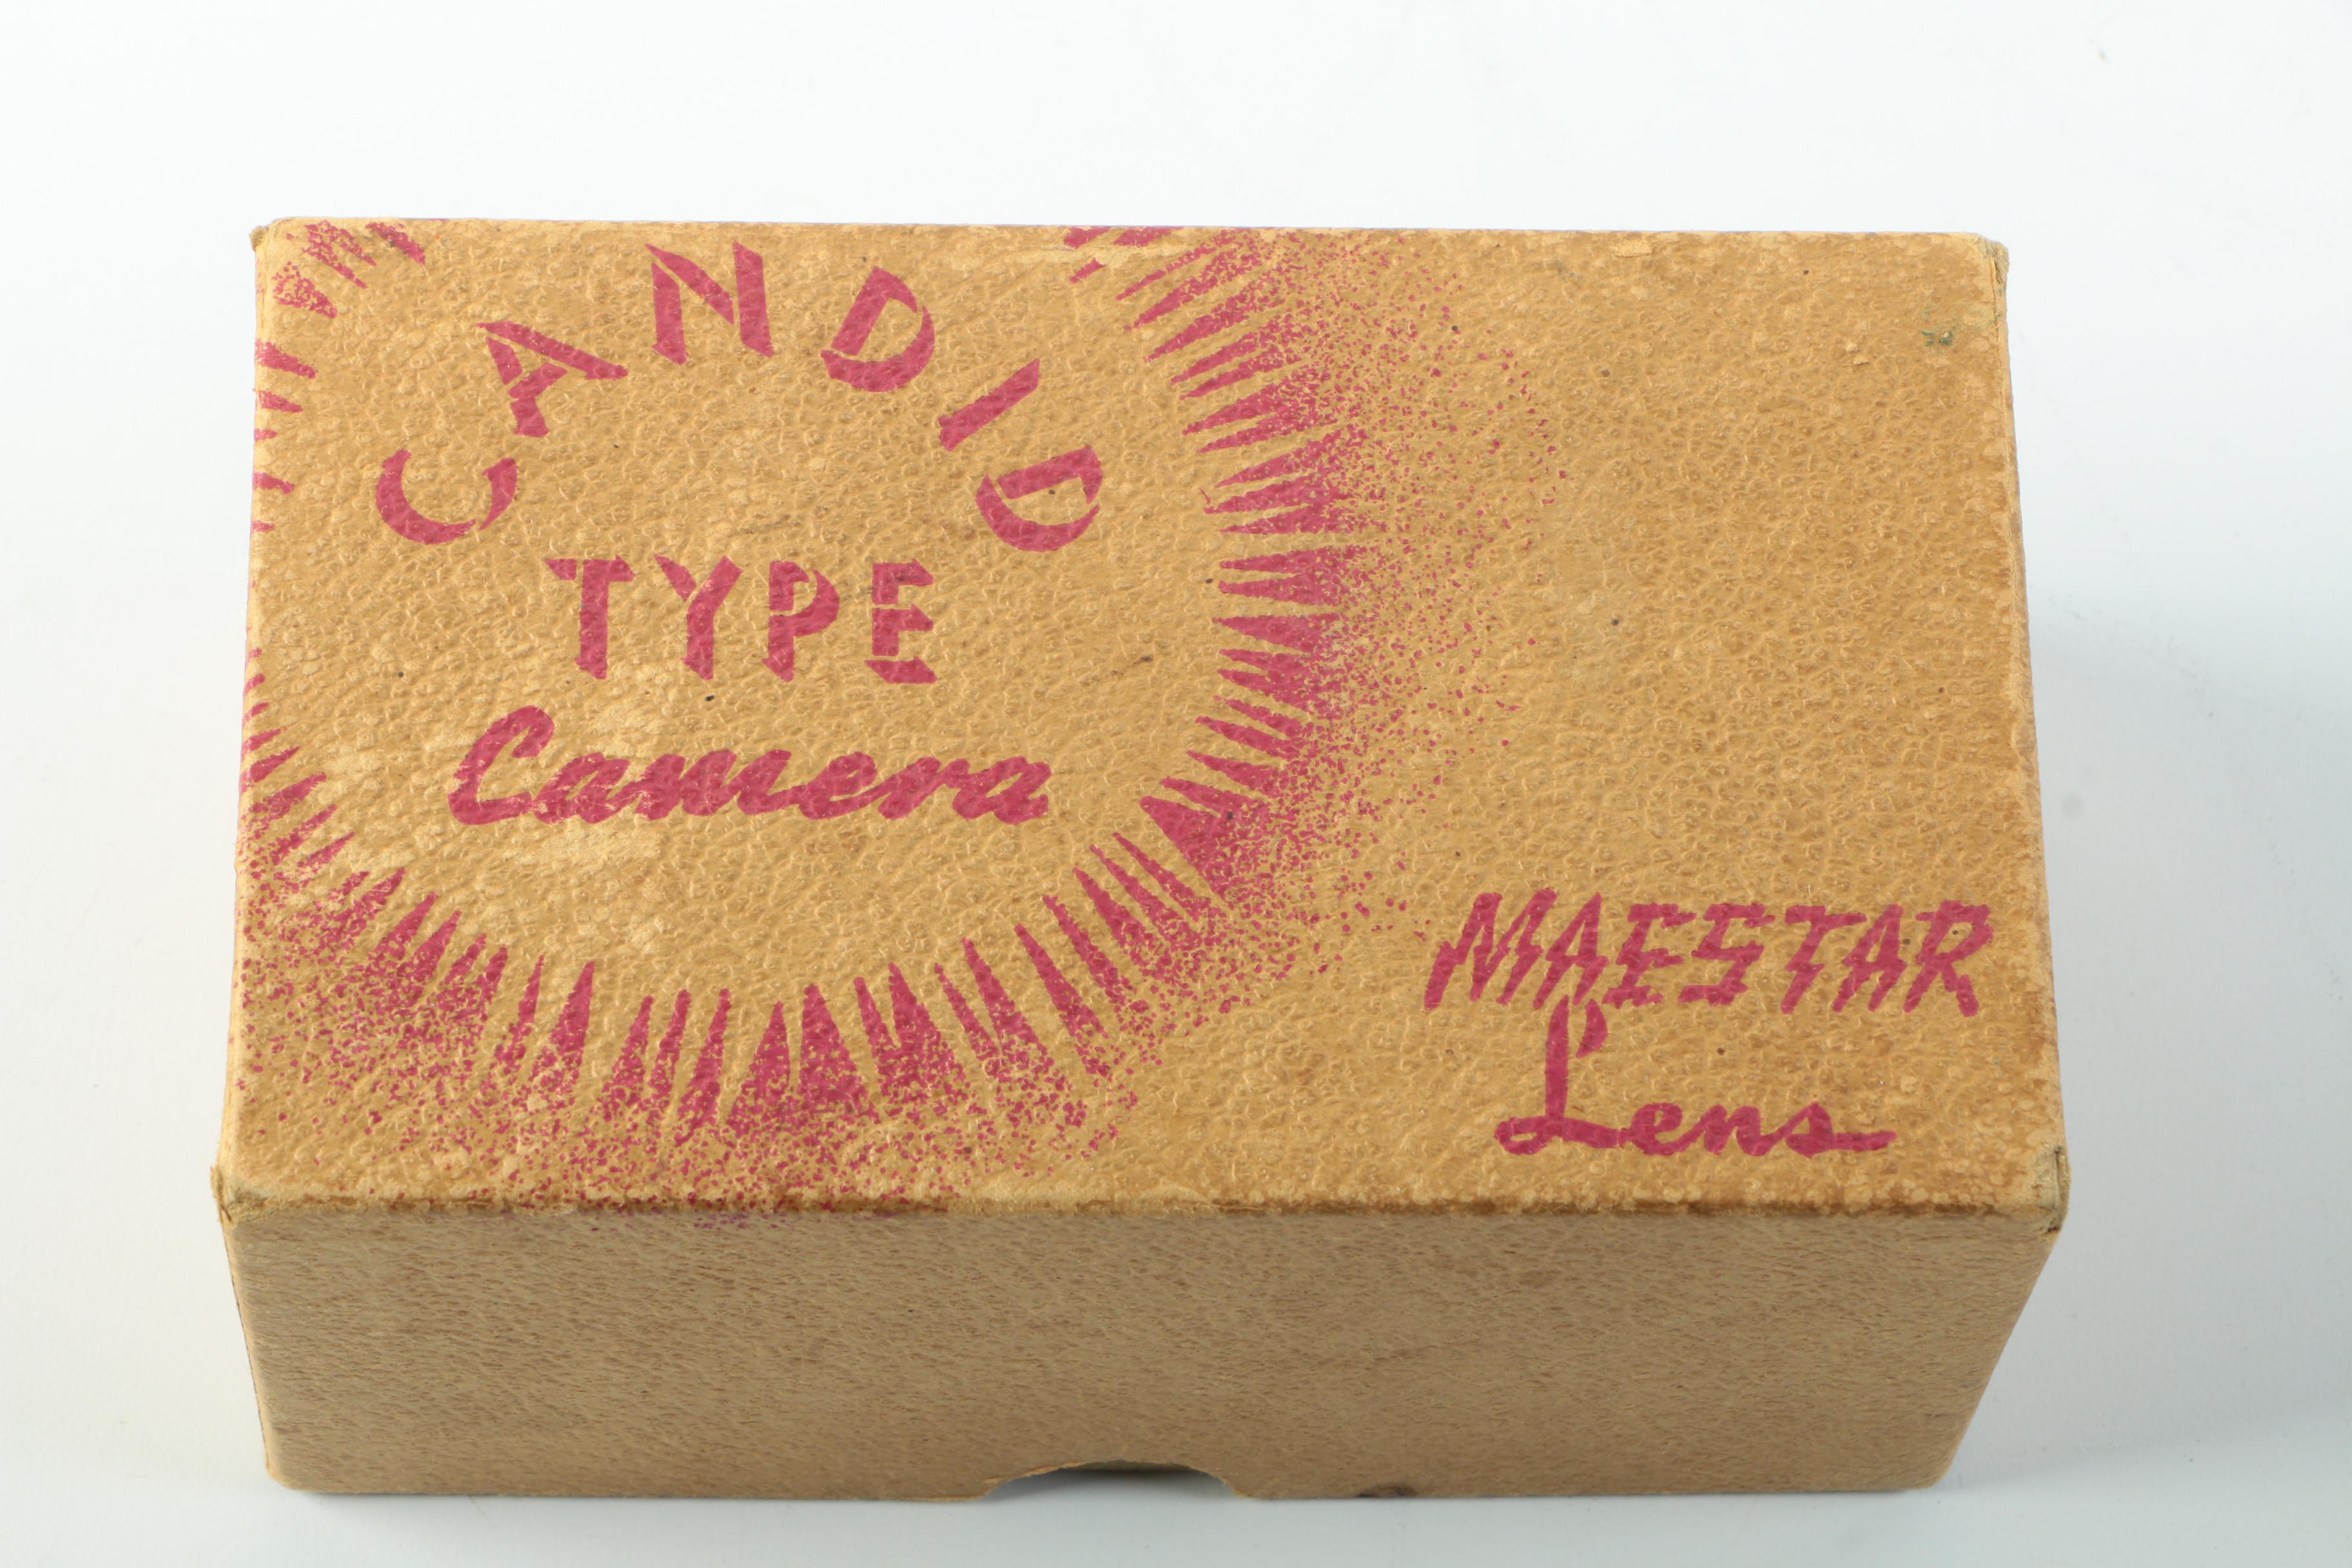 CANDID
TYPE
Camera
MAESTAR
Lens